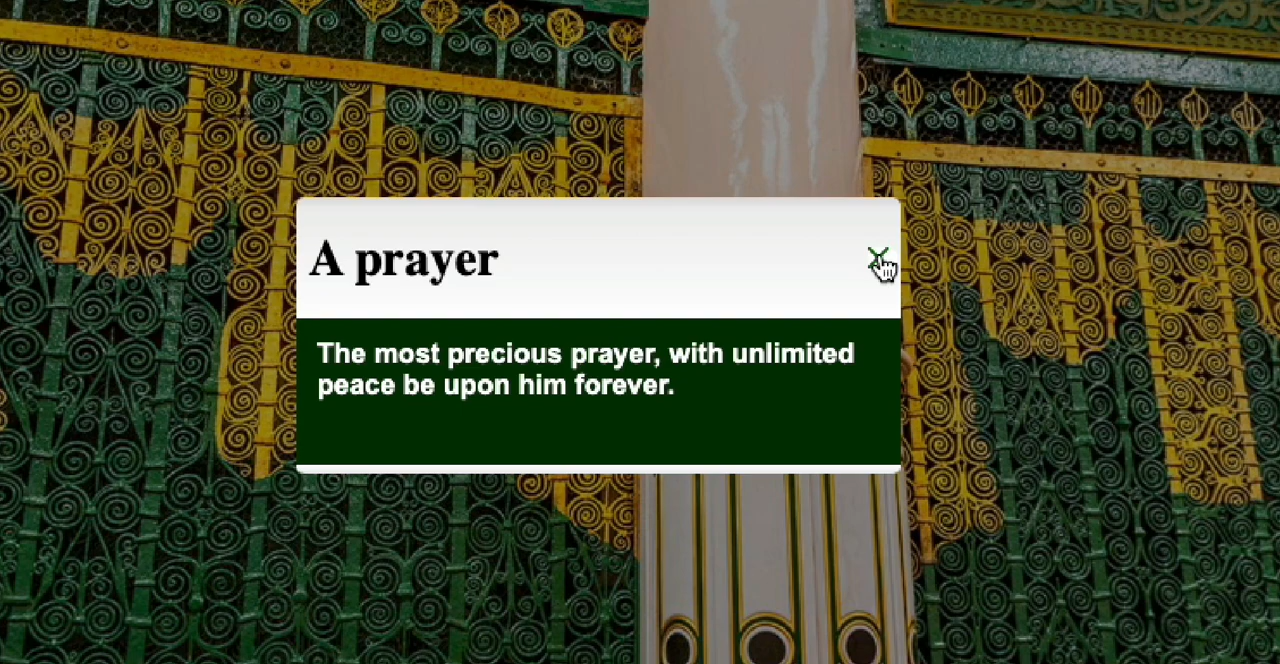 A prayer
The most precious prayer, with unlimited
peace be upon him forever.